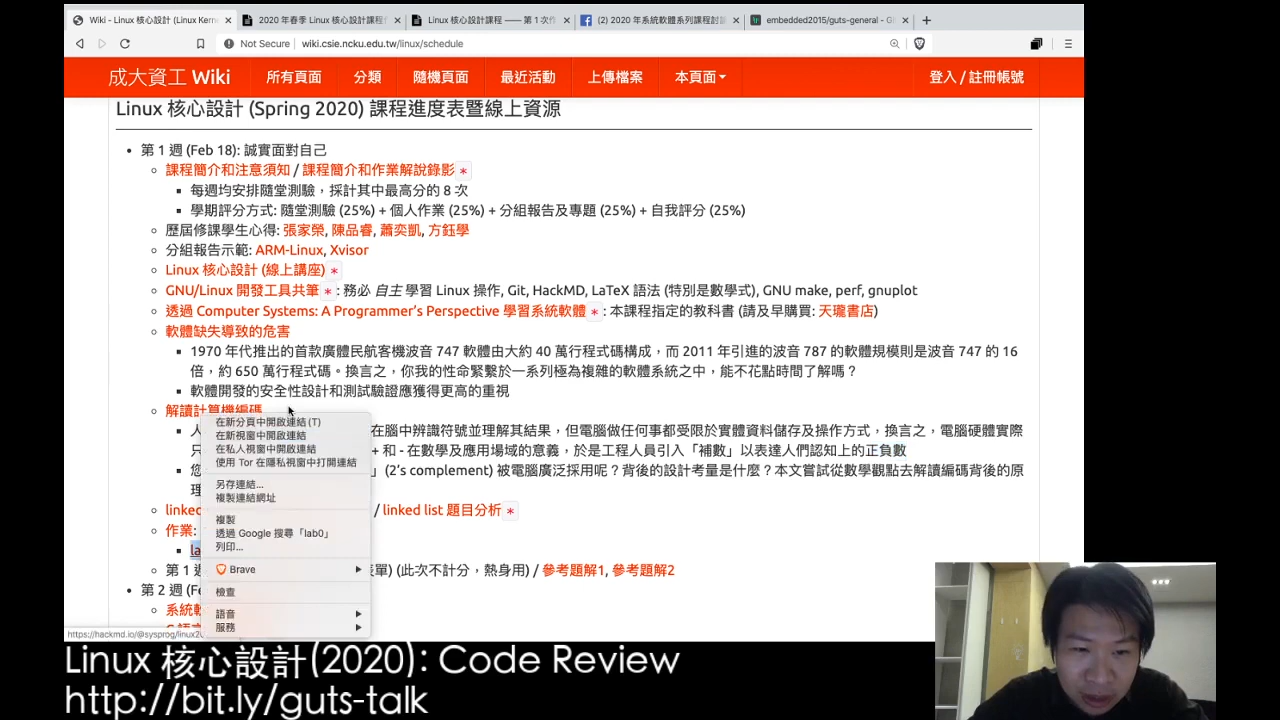 Wiki - Linux 核心設計 (Linux Kern
2020 年春季 Linux 核心設計課程
Linux 核心設計課程 —— 第 1 次作
(2) 2020 年系統軟體系列課程討論
embedded2015/guts-general - G
Not Secure
wiki.csie.ncku.edu.tw/linux/schedule
成大資工 Wiki
所有頁面
分類
隨機頁面
最近活動
上傳檔案
本頁面
登入 / 註冊帳號
Linux 核心設計 (Spring 2020) 課程進度表暨線上資源
第 1 週 (Feb 18): 誠實面對自己
課程簡介和注意須知 / 課程簡介和作業解說錄影 *
每週均安排隨堂測驗，採計其中最高分的 8 次
學期評分方式: 隨堂測驗 (25%) + 個人作業 (25%) + 分組報告及專題 (25%) + 自我評分 (25%)
歷屆修課學生心得: 張家榮, 陳品睿, 蕭奕凱, 方鈺學
分組報告示範: ARM-Linux, Xvisor
Linux 核心設計 (線上講座) *
GNU/Linux 開發工具共筆 * : 務必 自主 學習 Linux 操作, Git, HackMD, LaTeX 語法 (特別是數學式), GNU make, perf, gnuplot
透過 Computer Systems: A Programmer's Perspective 學習系統軟體 * : 本課程指定的教科書 (請及早購買: 天瓏書店)
軟體缺失導致的危害
1970 年代推出的首款廣體民航客機波音 747 軟體由大約 40 萬行程式碼構成，而 2011 年引進的波音 787 的軟體規模則是波音 747 的 16
倍，約 650 萬行程式碼。換言之，你我的性命緊繫於一系列極為複雜的軟體系統之中，能不花點時間了解嗎？
軟體開發的安全性設計和測試驗證應獲得更高的重視
解讀計算機編碼
人 在腦中辨識符號並理解其結果，但電腦做任何事都受限於實體資料儲存及操作方式，換言之，電腦硬體實際
只 + 和 - 在數學及應用場域的意義，於是工程人員引入「補數」以表達人們認知上的正負數
您 」(2's complement) 被電腦廣泛採用呢？背後的設計考量是什麼？本文嘗試從數學觀點去解讀編碼背後的原
理
linked / linked list 題目分析 *
作業:
la
第 1 表單) (此次不計分，熱身用) / 參考題解1, 參考題解2
第 2 週 (Fe
系統軟
在新分頁中開啟連結(T)
在新視窗中開啟連結
在私人視窗中開啟連結
使用 Tor 在隱私視窗中打開連結
另存連結...
複製連結網址
複製
透過 Google 搜尋「lab0」
列印...
Brave
檢查
語音
服務
https://hackmd.io/@sysprog/linux20
Linux 核心設計(2020): Code Review
http://bit.ly/guts-talk